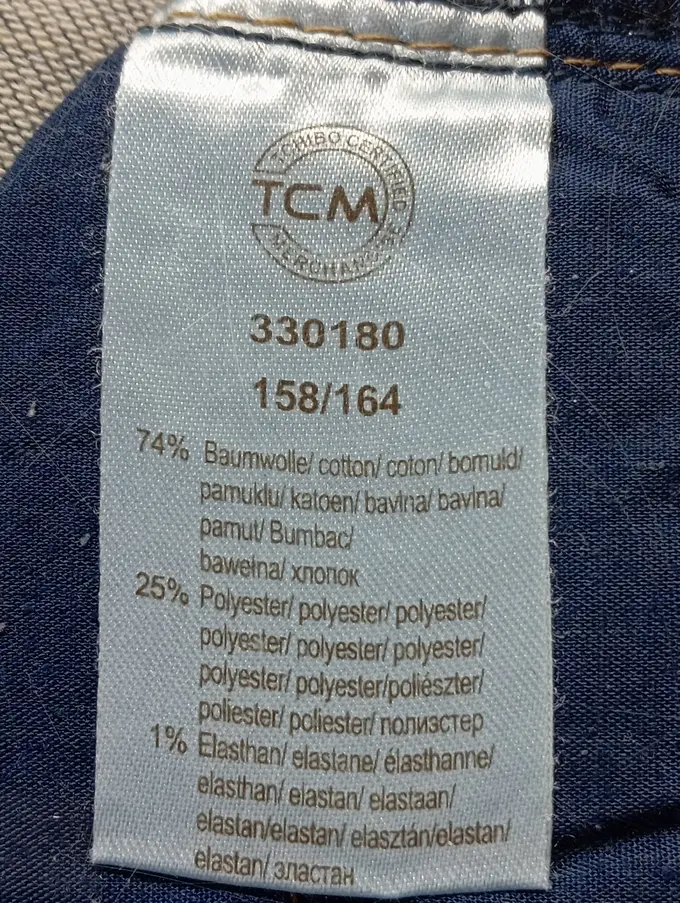 TCHIBO CERTIFIED
TCM
MERCHANDISE
330180
158/164
74% Baumwolle/ cotton/ coton/ bomuld/
pamuklu/ katoen/ bavlna/ bavlna/
pamut/ Bumbac/
bawełna/ хлопок
25% Polyester/ polyester/ polyester/
polyester/ polyester/ polyester/
polyester/ polyester/poliészter/
poliester/ poliester/ полиэстер
1% Elasthan/ elastane/ élasthanne/
elasthan/ elastan/ elastaan/
elastan/elastan/ elasztán/elastan/
elastan/ эластан